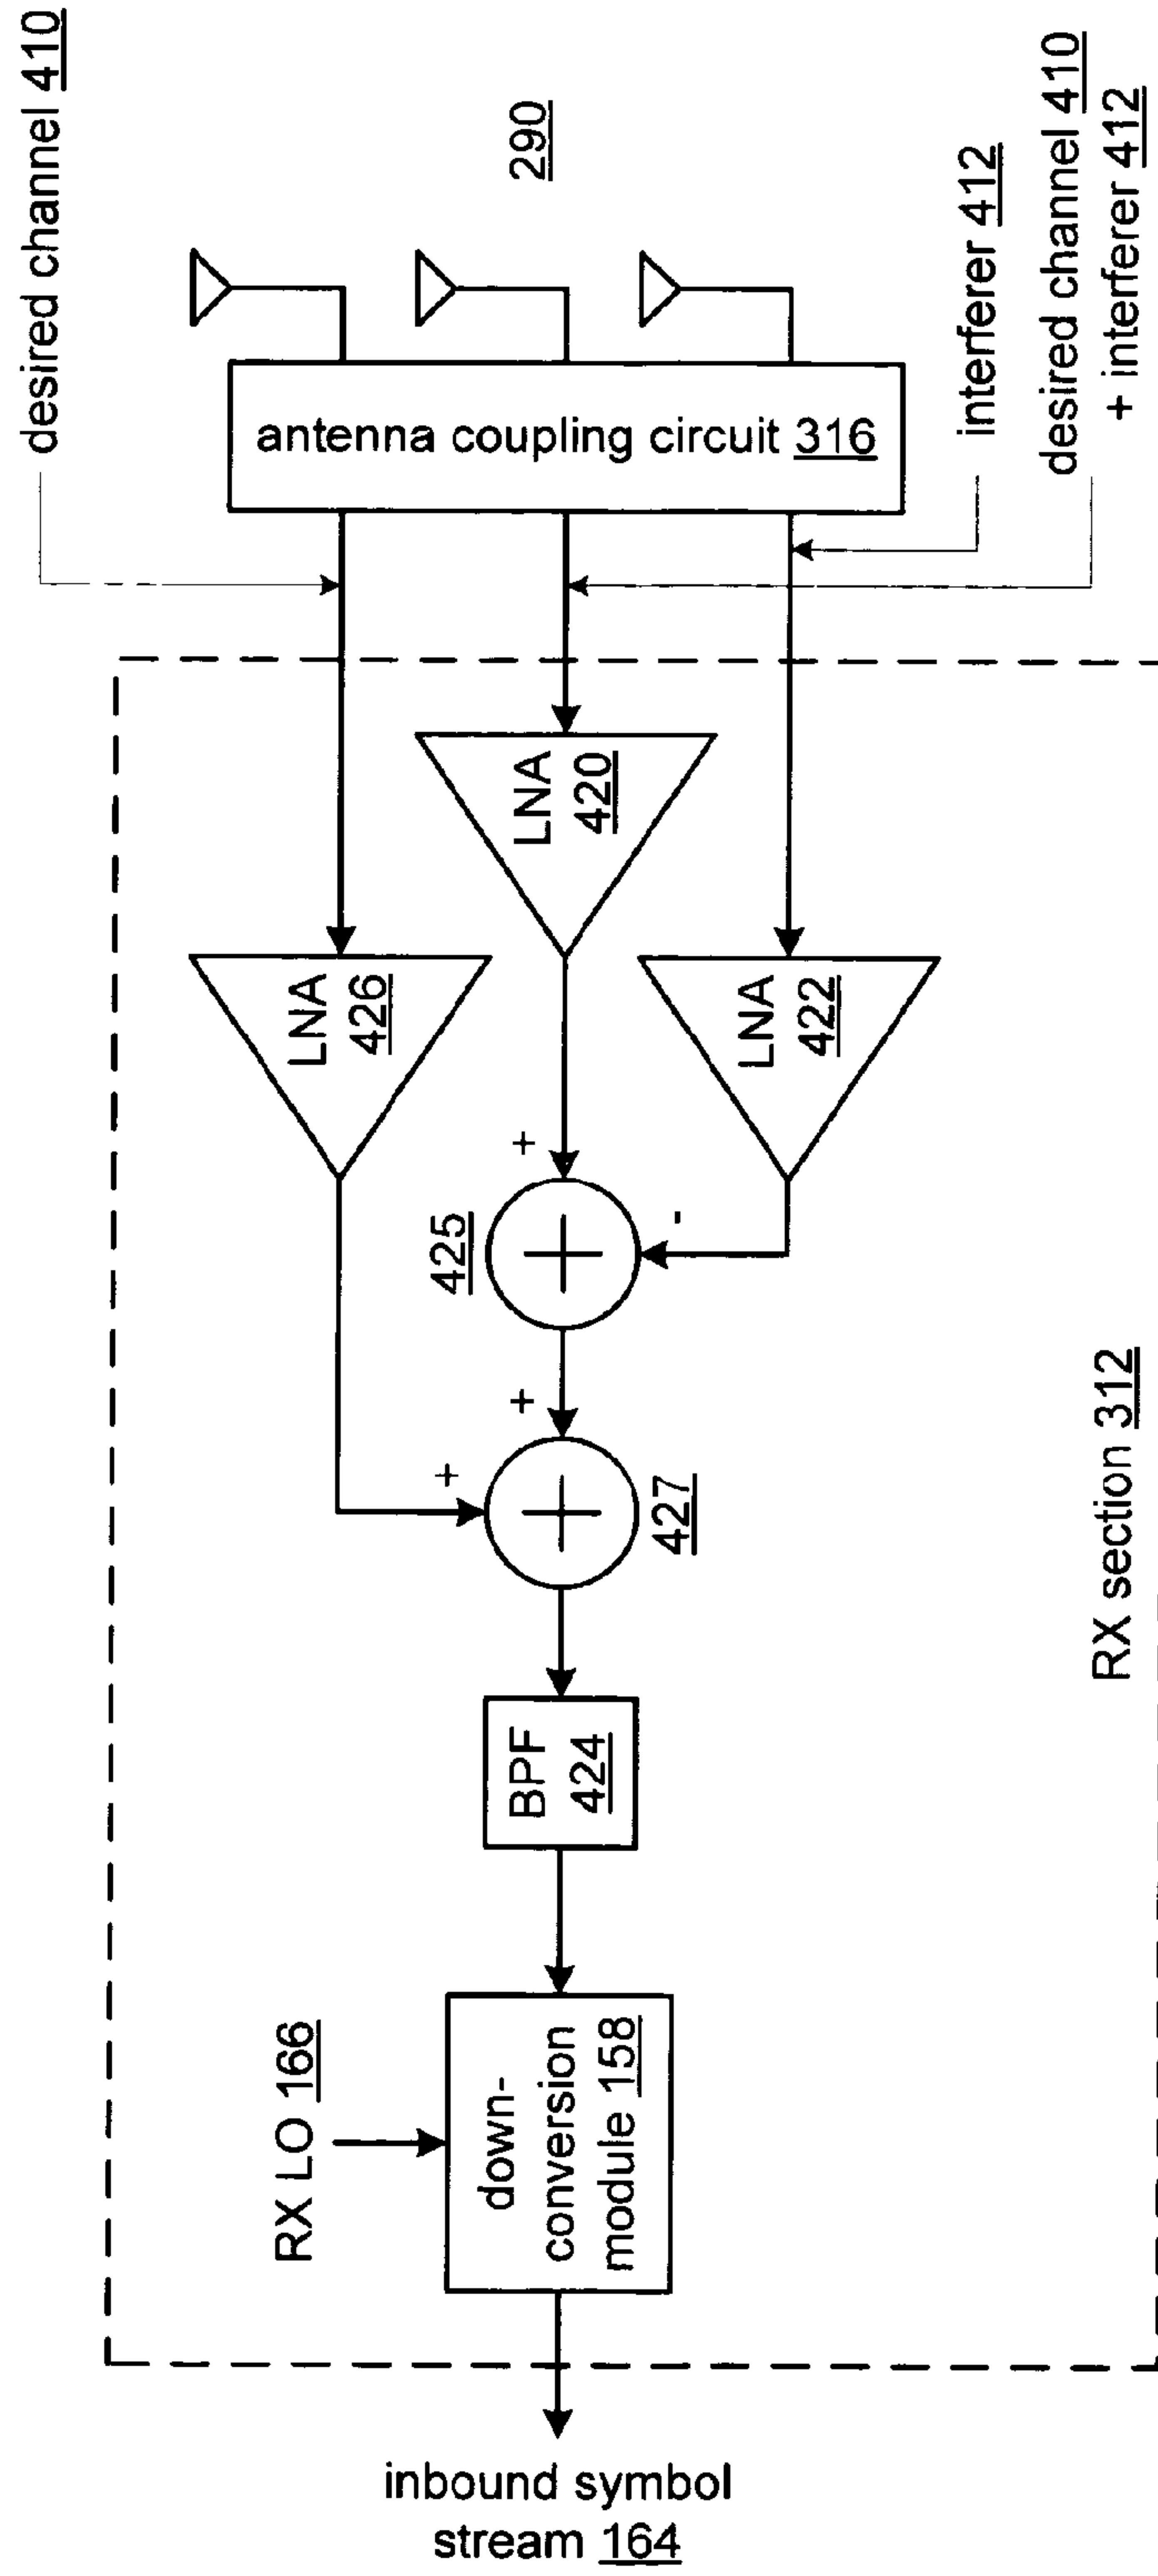 desired channel 410
290
antenna coupling circuit 316
interferer 412
desired channel 410
+ interferer 412
LNA
426
LNA
420
LNA
422
+
-
425
+
+
427
BPF
424
RX LO 166
down-
conversion
module 158
RX section 312
inbound symbol
stream 164